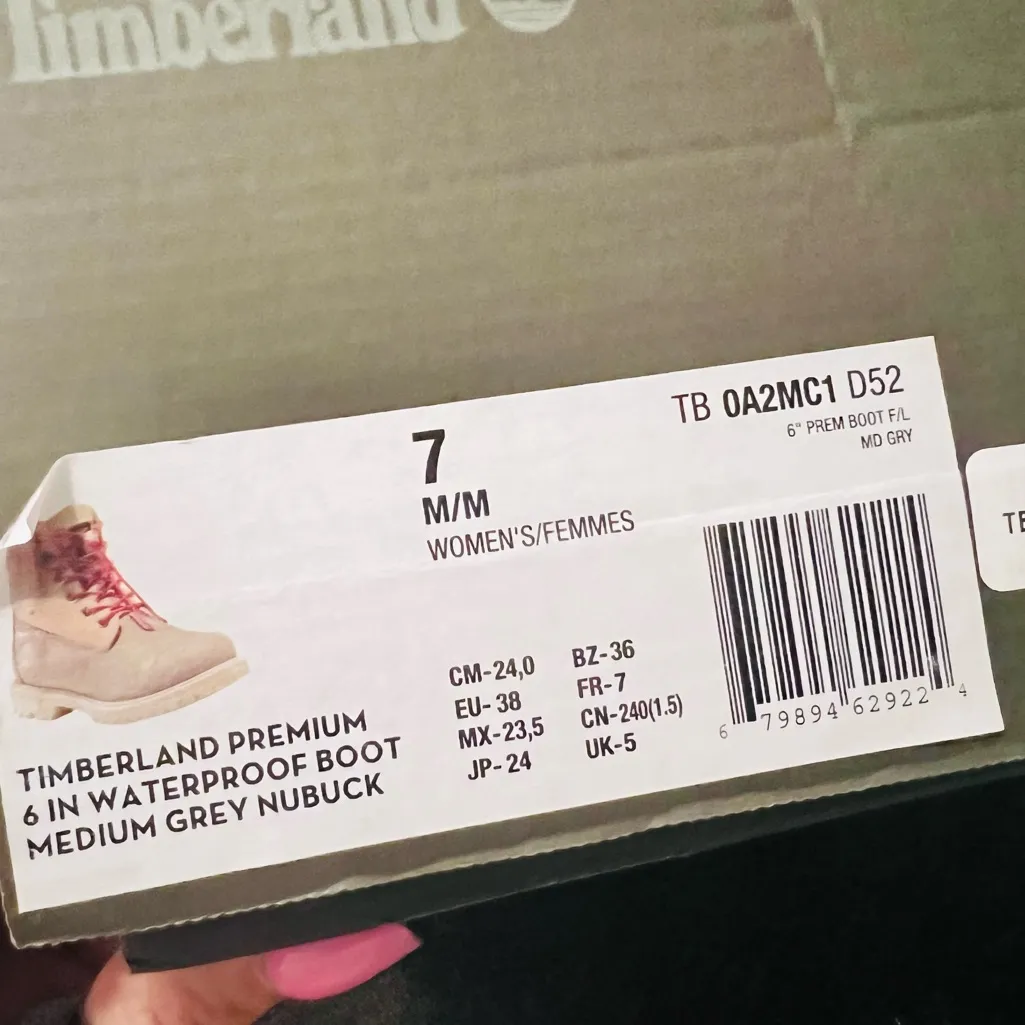 Timberland
TB 0A2MC1 D52
6" PREM BOOT F/L
MD GRY
7
M/M
WOMEN'S/FEMMES
CM-24,0
EU-38
MX-23,5
JP-24
BZ-36
FR-7
CN-240(1.5)
UK-5
6 79894 62922 4
TIMBERLAND PREMIUM
6 IN WATERPROOF BOOT
MEDIUM GREY NUBUCK